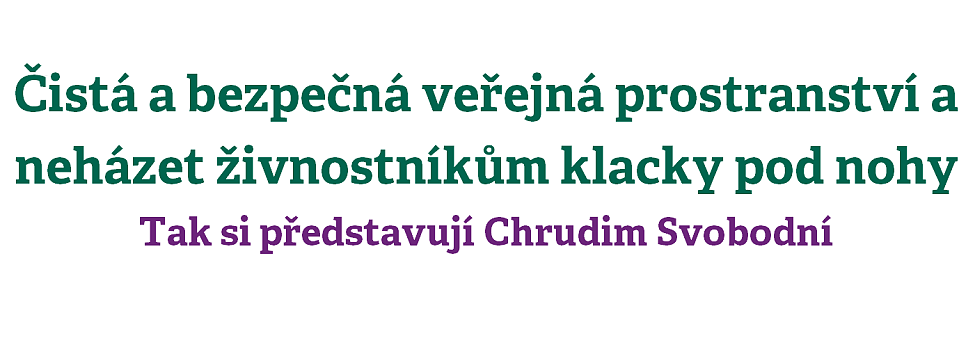 Čistá a bezpečná veřejná prostranství a
neházet živnostníkům klacky pod nohy
Tak si představují Chrudim Svobodní